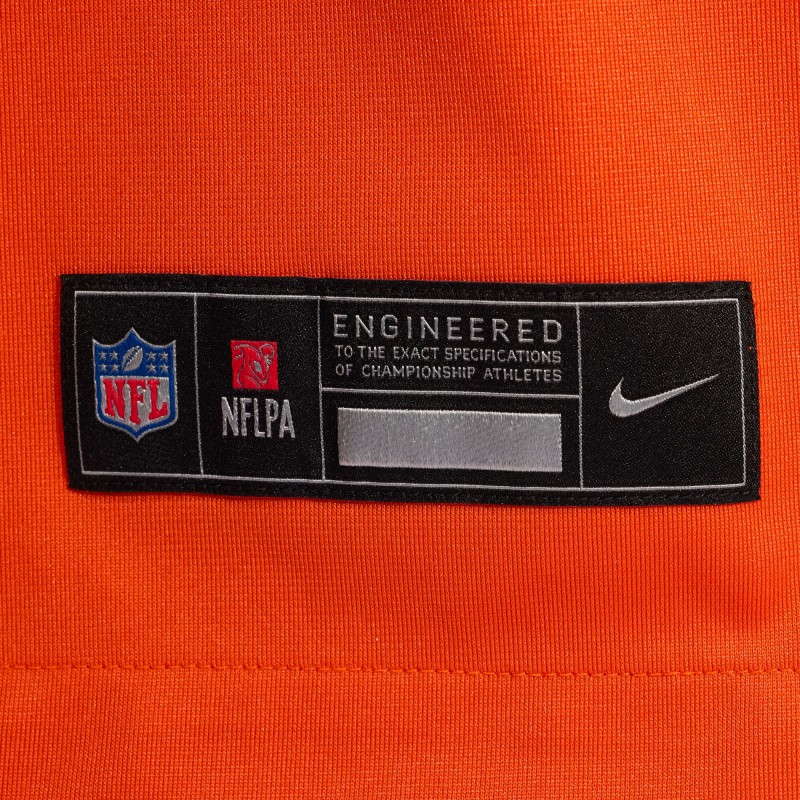 NFL
NFLPA
ENGINEERED
TO THE EXACT SPECIFICATIONS
OF CHAMPIONSHIP ATHLETES